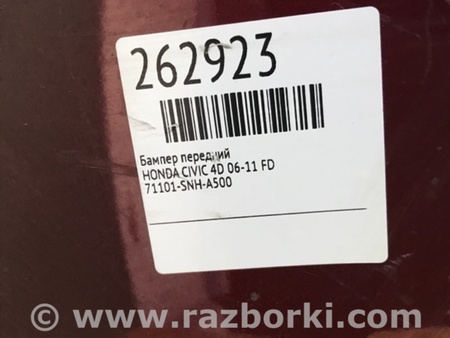 262923
Бампер передний
HONDA CIVIC 4D 06-11 FD
71101-SNH-A500
© www.razborki.com